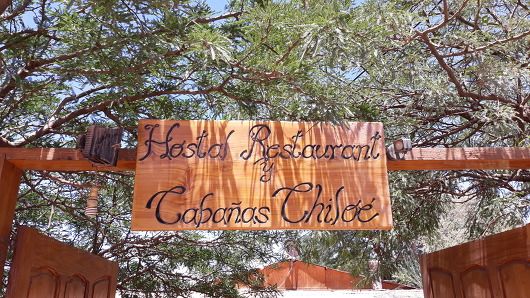 Hostal Restaurant
y
Cabañas Chiloé